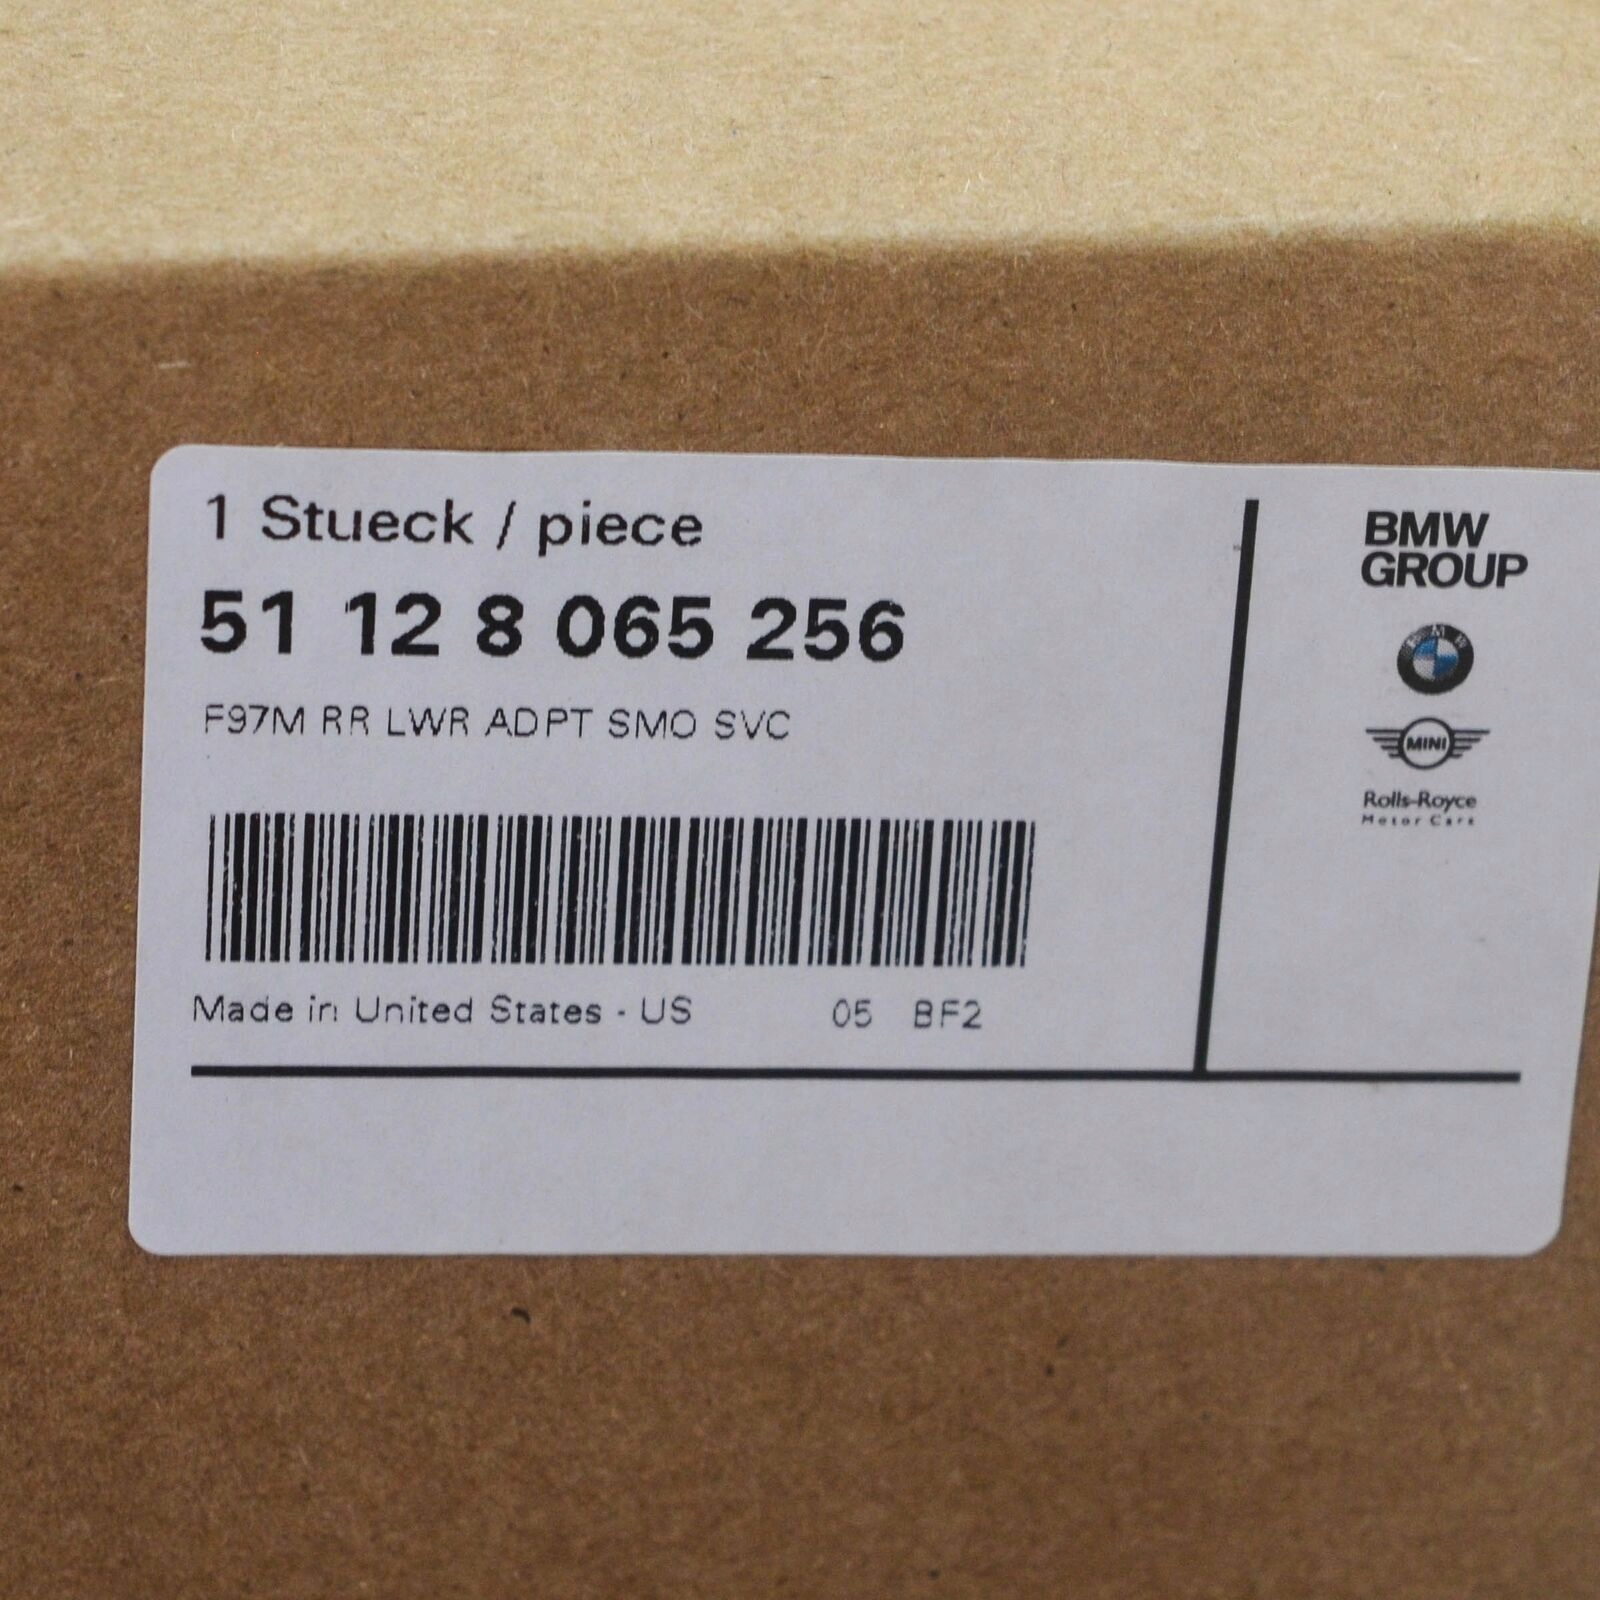 1 Stueck / piece
51 12 8 065 256
F97M RR LWR ADPT SMO SVC
Made in United States - US 05 BF2
BMW
GROUP
BMW
MINI
Rolls-Royce
Motor Cars